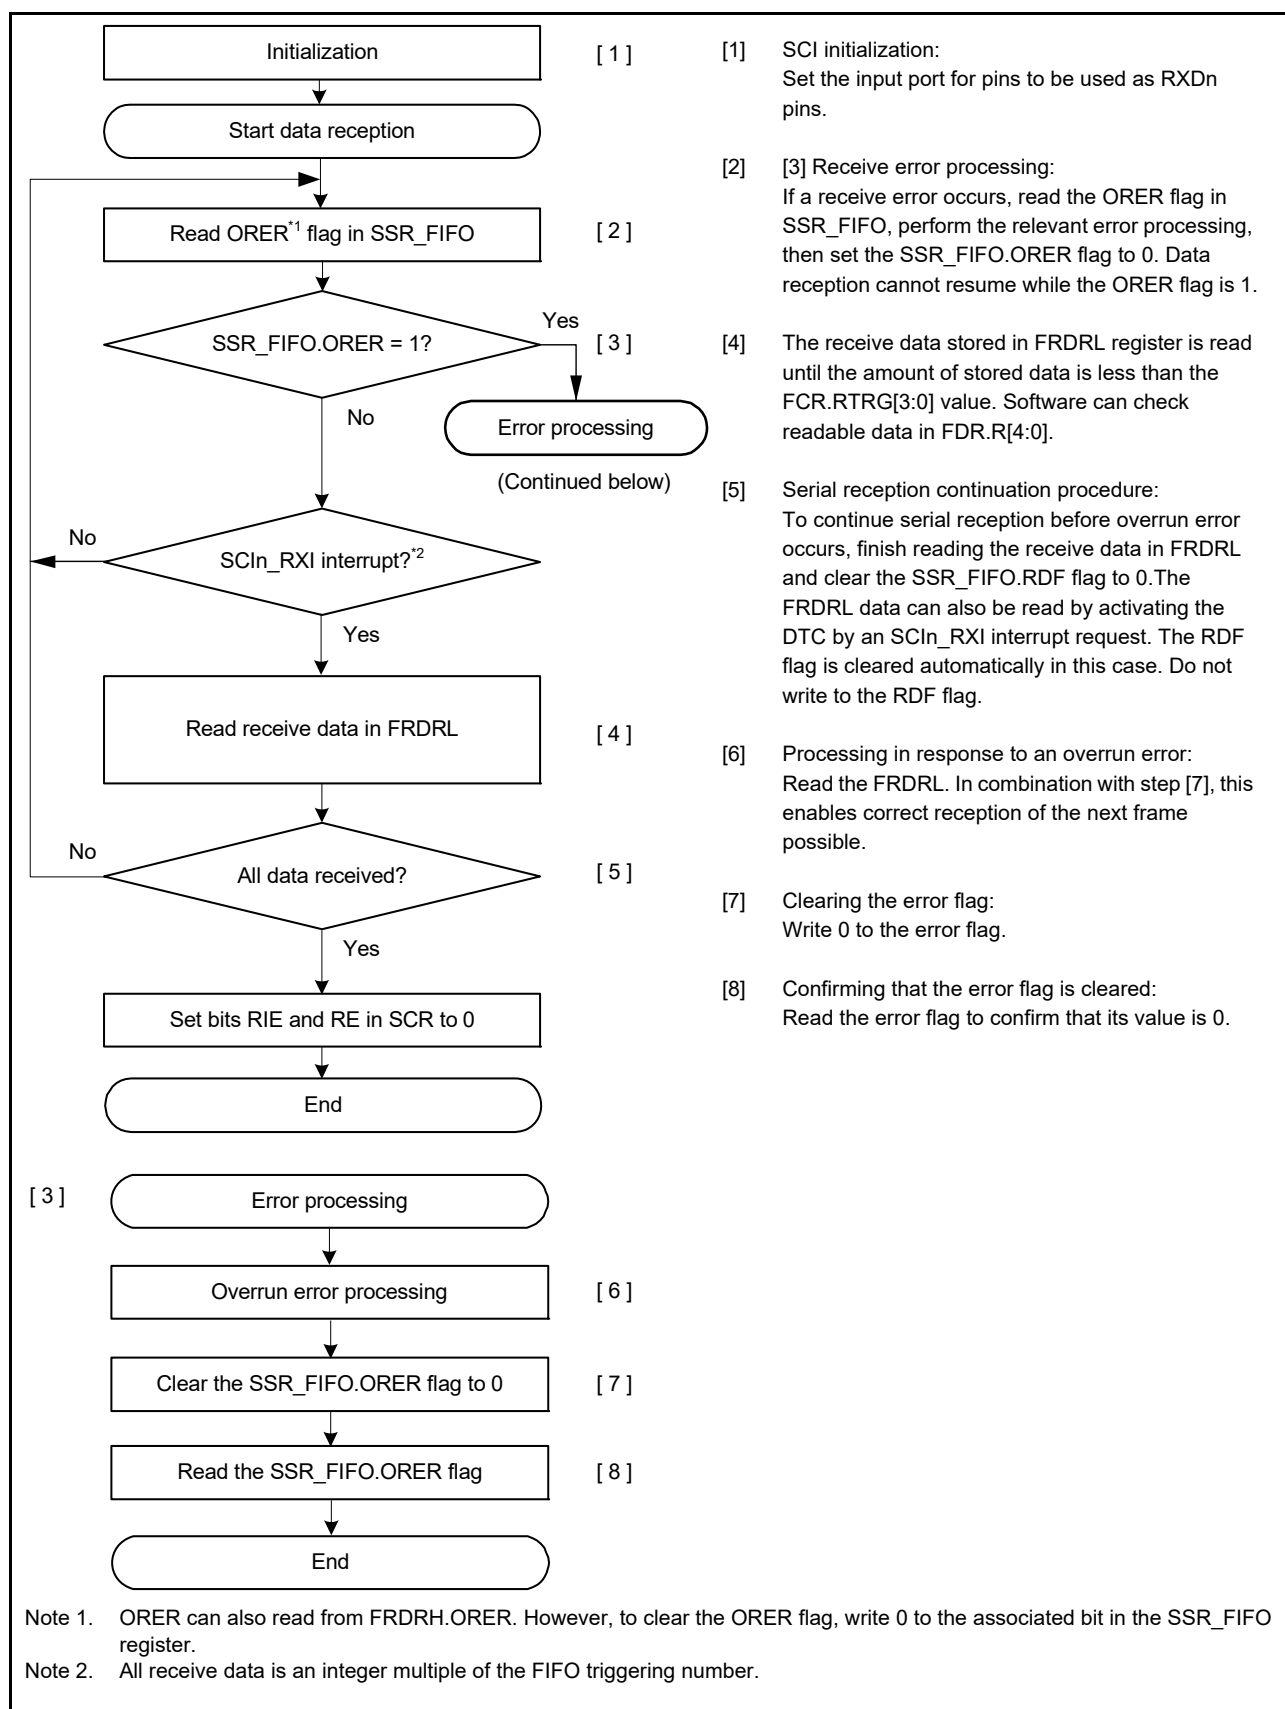 Initialization
[ 1 ]
Start data reception
Read ORER*1 flag in SSR_FIFO
[ 2 ]
SSR_FIFO.ORER = 1?
Yes
[ 3 ]
No
Error processing
(Continued below)
No
SCIn_RXI interrupt?*2
Yes
Read receive data in FRDRL
[ 4 ]
No
All data received?
[ 5 ]
Yes
Set bits RIE and RE in SCR to 0
End
[1] SCI initialization:
Set the input port for pins to be used as RXDn
pins.
[2] [3] Receive error processing:
If a receive error occurs, read the ORER flag in
SSR_FIFO, perform the relevant error processing,
then set the SSR_FIFO.ORER flag to 0. Data
reception cannot resume while the ORER flag is 1.
[4] The receive data stored in FRDRL register is read
until the amount of stored data is less than the
FCR.RTRG[3:0] value. Software can check
readable data in FDR.R[4:0].
[5] Serial reception continuation procedure:
To continue serial reception before overrun error
occurs, finish reading the receive data in FRDRL
and clear the SSR_FIFO.RDF flag to 0.The
FRDRL data can also be read by activating the
DTC by an SCIn_RXI interrupt request. The RDF
flag is cleared automatically in this case. Do not
write to the RDF flag.
[6] Processing in response to an overrun error:
Read the FRDRL. In combination with step [7], this
enables correct reception of the next frame
possible.
[7] Clearing the error flag:
Write 0 to the error flag.
[8] Confirming that the error flag is cleared:
Read the error flag to confirm that its value is 0.
[ 3 ]
Error processing
Overrun error processing
[ 6 ]
Clear the SSR_FIFO.ORER flag to 0
[ 7 ]
Read the SSR_FIFO.ORER flag
[ 8 ]
End
Note 1. ORER can also read from FRDRH.ORER. However, to clear the ORER flag, write 0 to the associated bit in the SSR_FIFO
register.
Note 2. All receive data is an integer multiple of the FIFO triggering number.